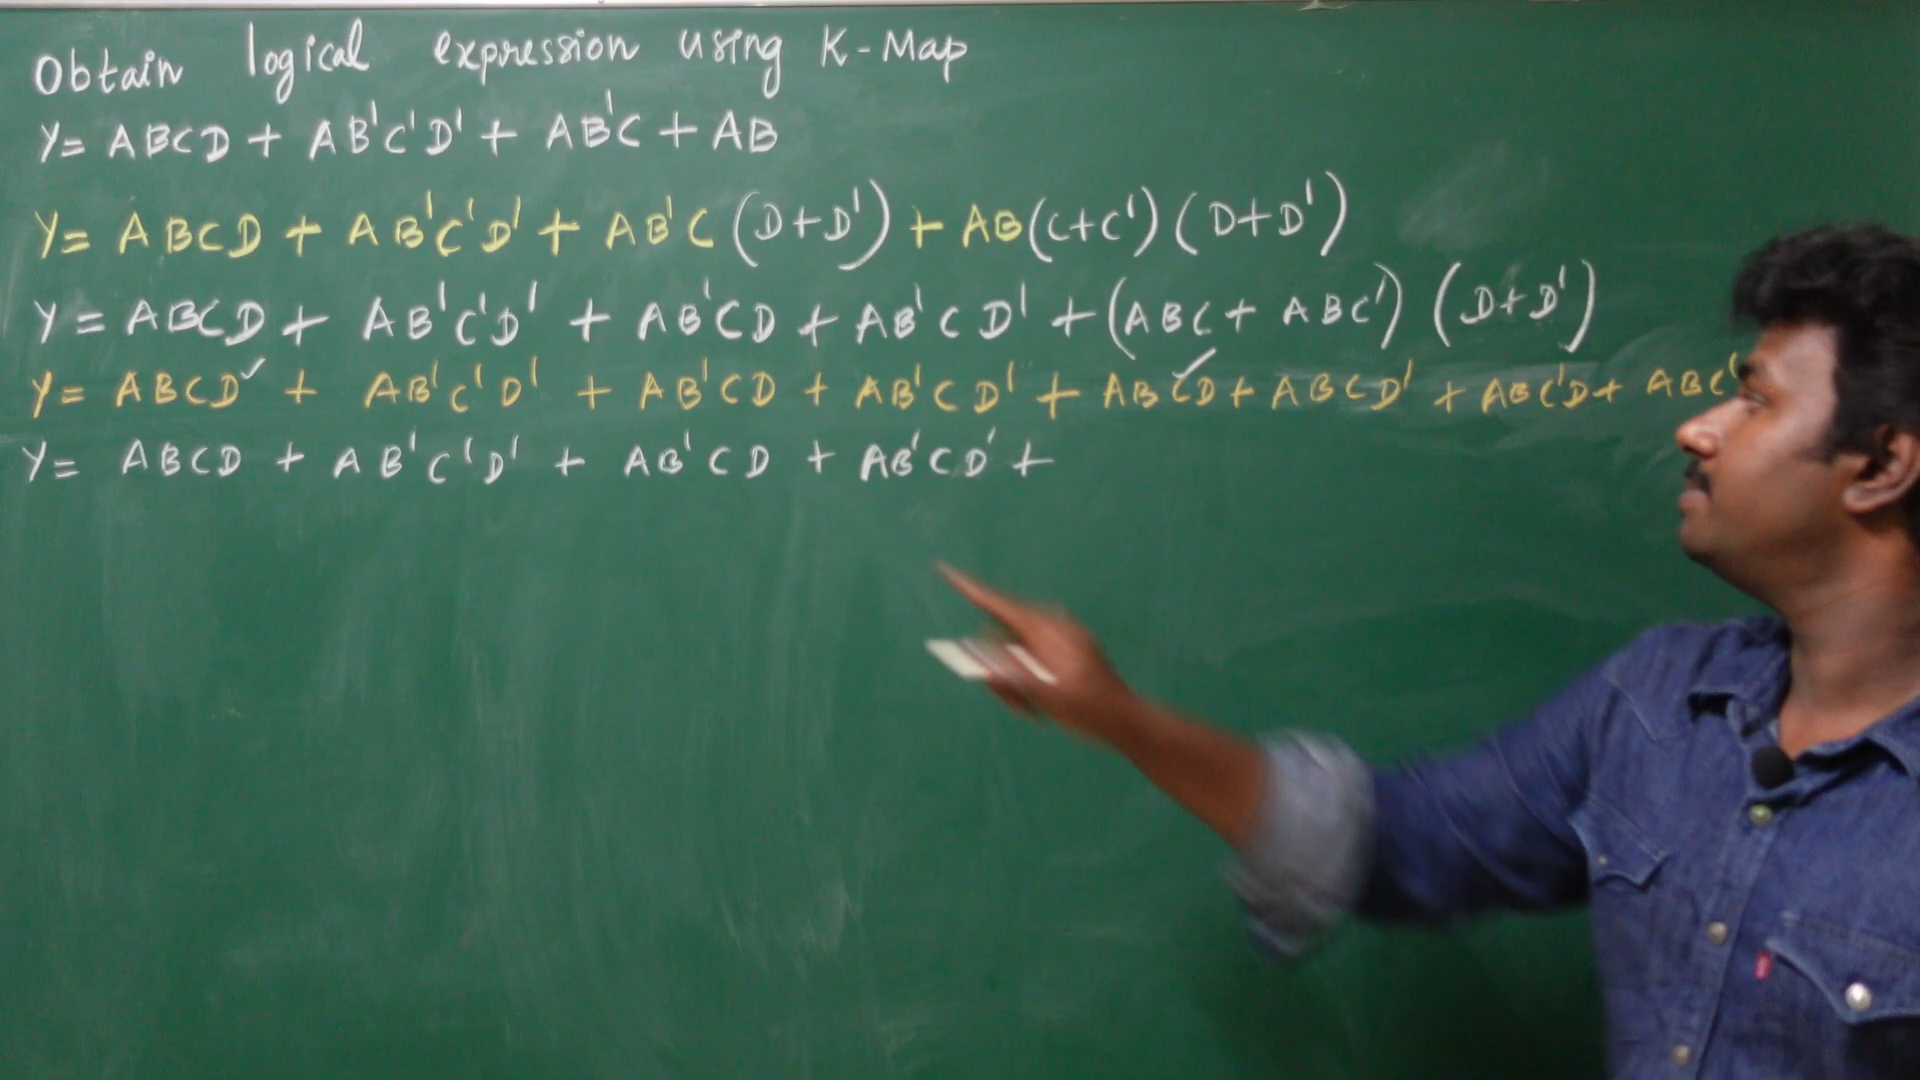 Obtain logical expression using K-Map
Y= ABCD + AB'C'D' + AB'C + AB
Y= ABCD + AB'C'D' + AB'C (D+D') + AB(C+C') (D+D')
Y = ABCD + AB'C'D' + AB'CD + AB'CD' + (ABC + ABC') (D+D')
Y= ABCD✓ + AB'C'D' + AB'CD + AB'CD' + ABCD✓ + ABCD' + ABC'D + ABC'
Y= ABCD + AB'C'D' + AB'CD + AB'CD' +